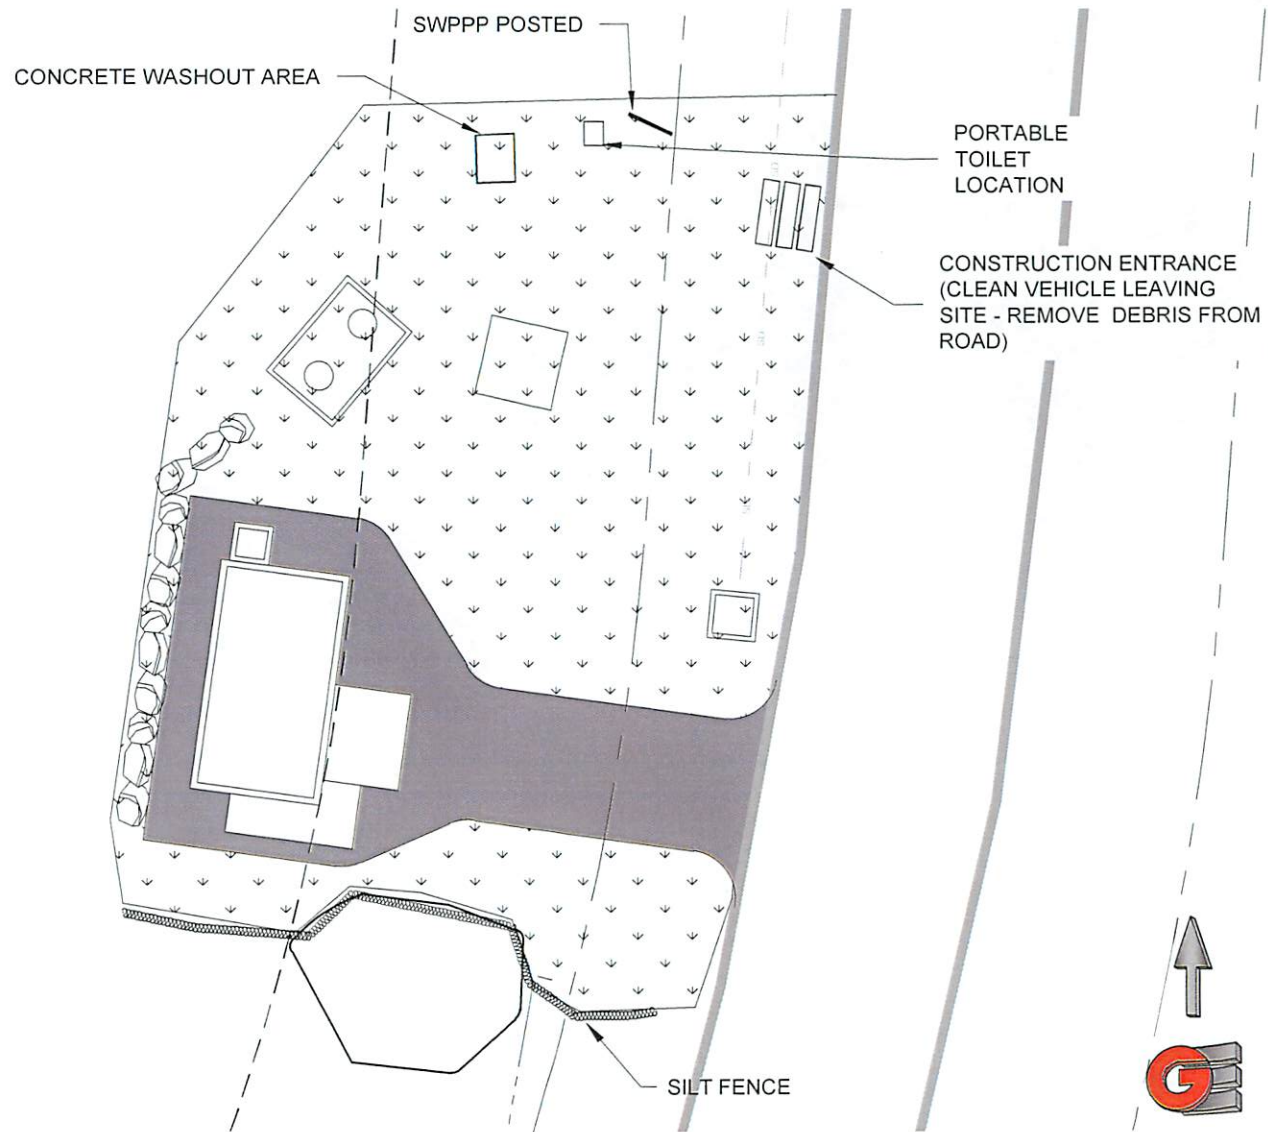 SWPPP POSTED
CONCRETE WASHOUT AREA
PORTABLE
TOILET
LOCATION
CONSTRUCTION ENTRANCE
(CLEAN VEHICLE LEAVING
SITE - REMOVE DEBRIS FROM
ROAD)
SILT FENCE
GE